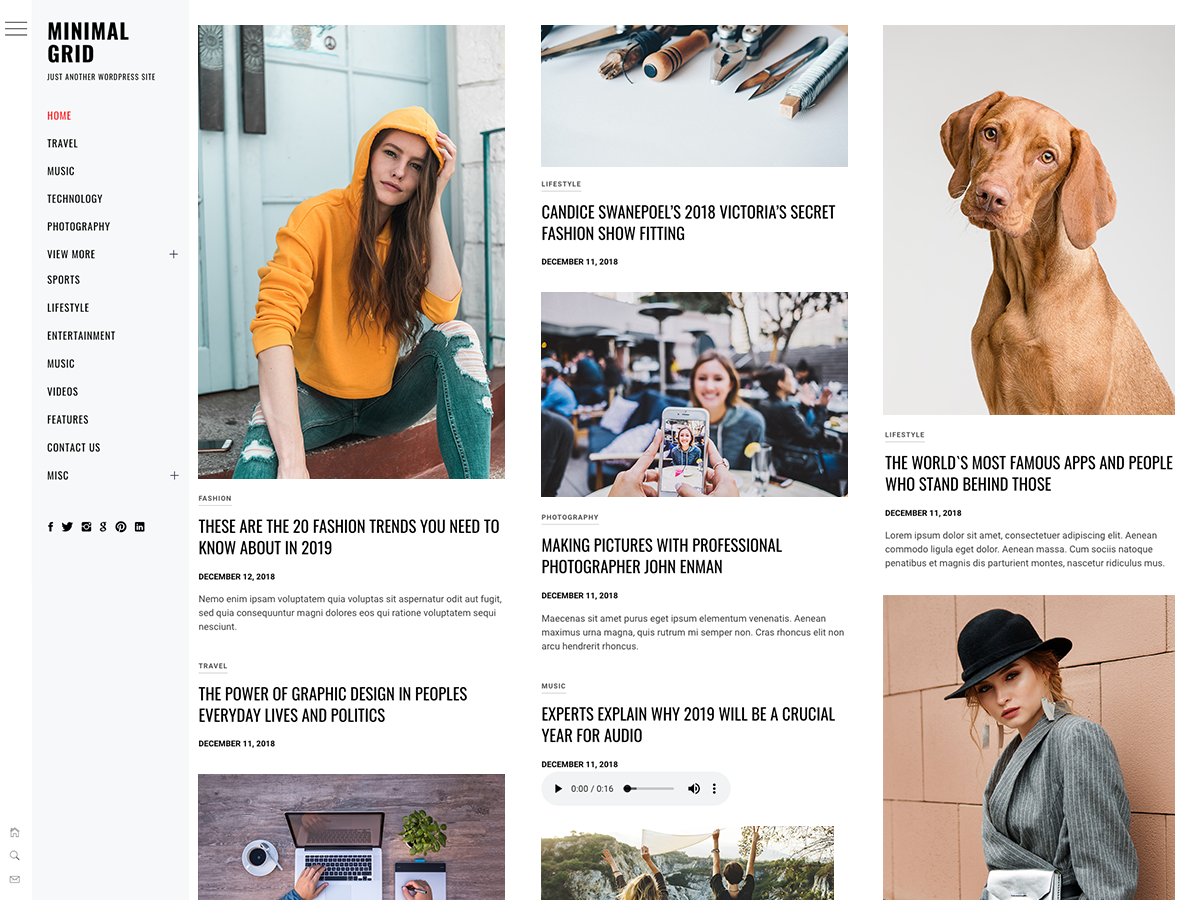 MINIMAL
GRID
JUST ANOTHER WORDPRESS SITE
HOME
TRAVEL
MUSIC
TECHNOLOGY
PHOTOGRAPHY
VIEW MORE
SPORTS
LIFESTYLE
ENTERTAINMENT
MUSIC
VIDEOS
FEATURES
CONTACT US
MISC
FASHION
THESE ARE THE 20 FASHION TRENDS YOU NEED TO
KNOW ABOUT IN 2019
DECEMBER 12, 2018
Nemo enim ipsam voluptatem quia voluptas sit aspernatur odit aut fugit,
sed quia consequuntur magni dolores eos qui ratione voluptatem sequi
nesciunt.
TRAVEL
THE POWER OF GRAPHIC DESIGN IN PEOPLES
EVERYDAY LIVES AND POLITICS
DECEMBER 11, 2018
LIFESTYLE
CANDICE SWANEPOEL’S 2018 VICTORIA’S SECRET
FASHION SHOW FITTING
DECEMBER 11, 2018
PHOTOGRAPHY
MAKING PICTURES WITH PROFESSIONAL
PHOTOGRAPHER JOHN ENMAN
DECEMBER 11, 2018
Maecenas sit amet purus eget ipsum elementum venenatis. Aenean
maximus urna magna, quis rutrum mi semper non. Cras rhoncus elit non
arcu hendrerit rhoncus.
MUSIC
EXPERTS EXPLAIN WHY 2019 WILL BE A CRUCIAL
YEAR FOR AUDIO
DECEMBER 11, 2018
0:00 / 0:16
LIFESTYLE
THE WORLD`S MOST FAMOUS APPS AND PEOPLE
WHO STAND BEHIND THOSE
DECEMBER 11, 2018
Lorem ipsum dolor sit amet, consectetuer adipiscing elit. Aenean
commodo ligula eget dolor. Aenean massa. Cum sociis natoque
penatibus et magnis dis parturient montes, nascetur ridiculus mus.